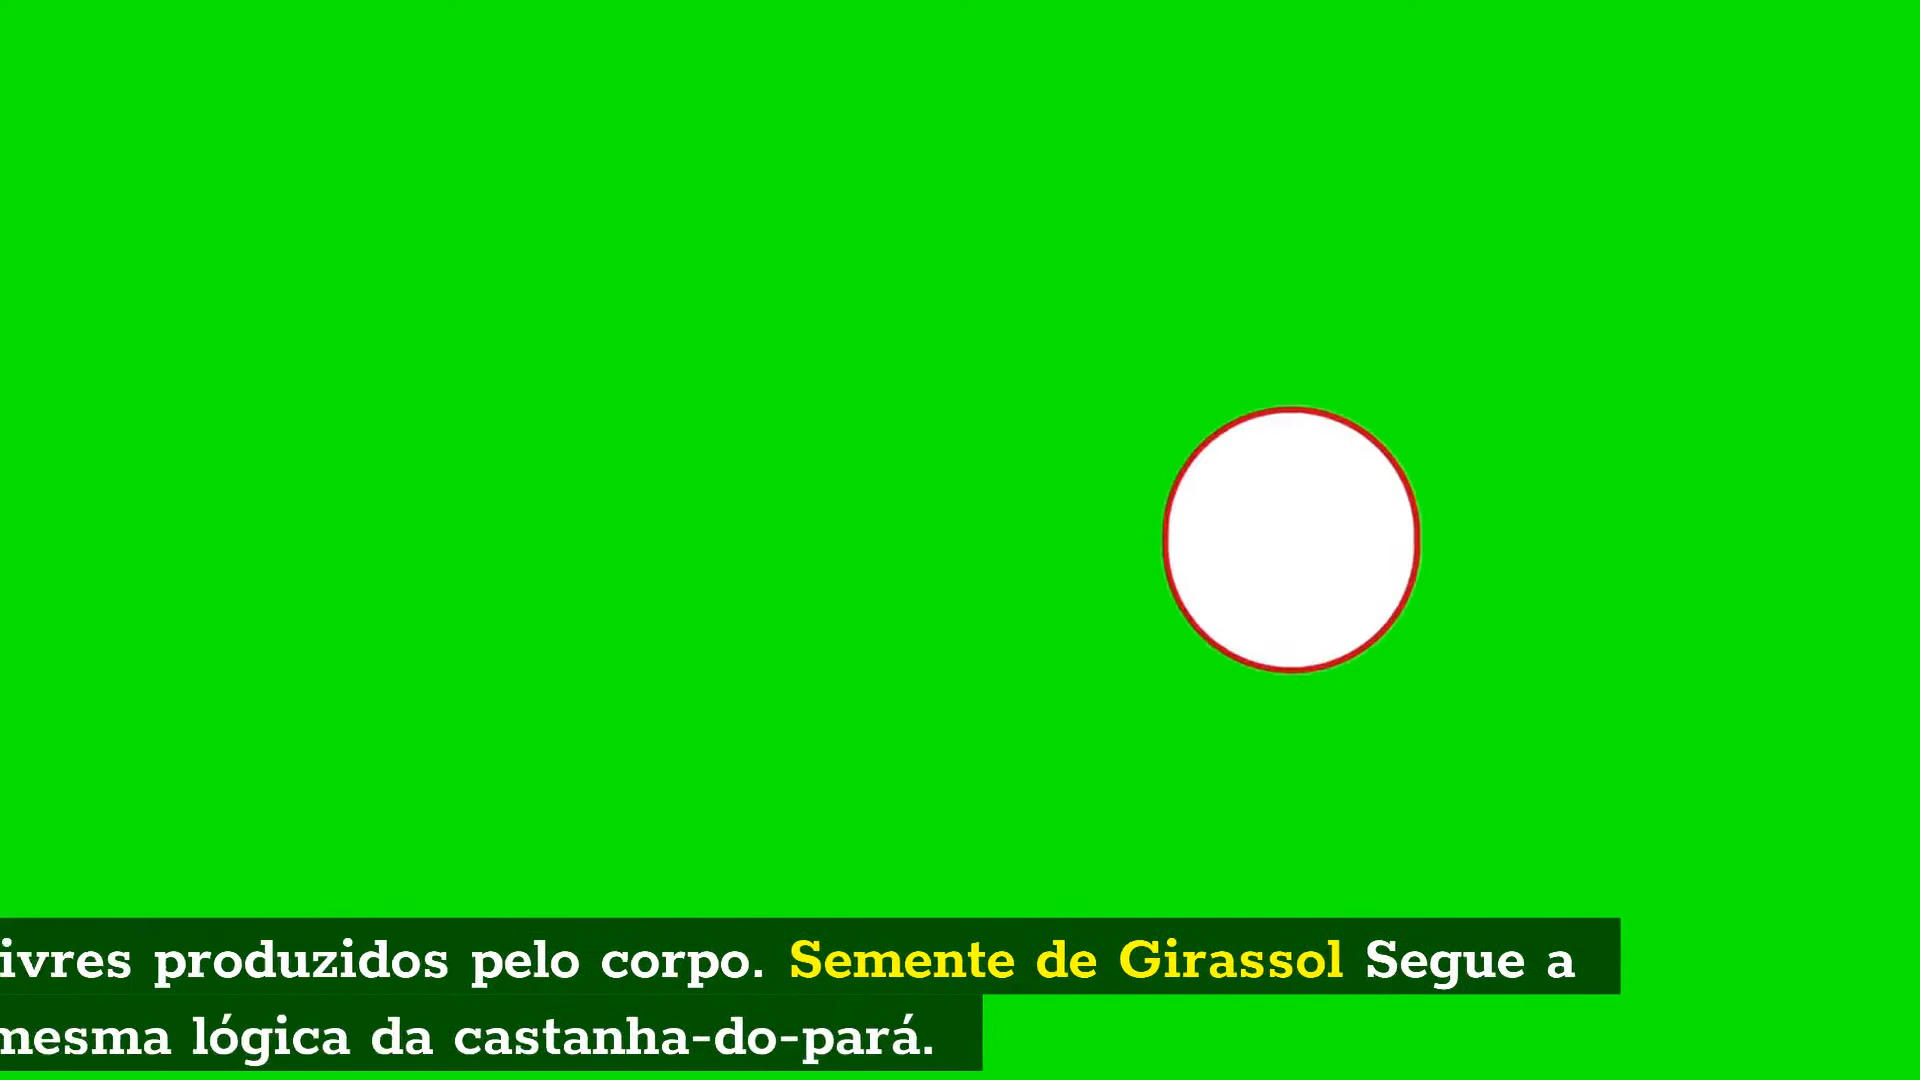 ivres produzidos pelo corpo. Semente de Girassol Segue a
mesma lógica da castanha-do-pará.